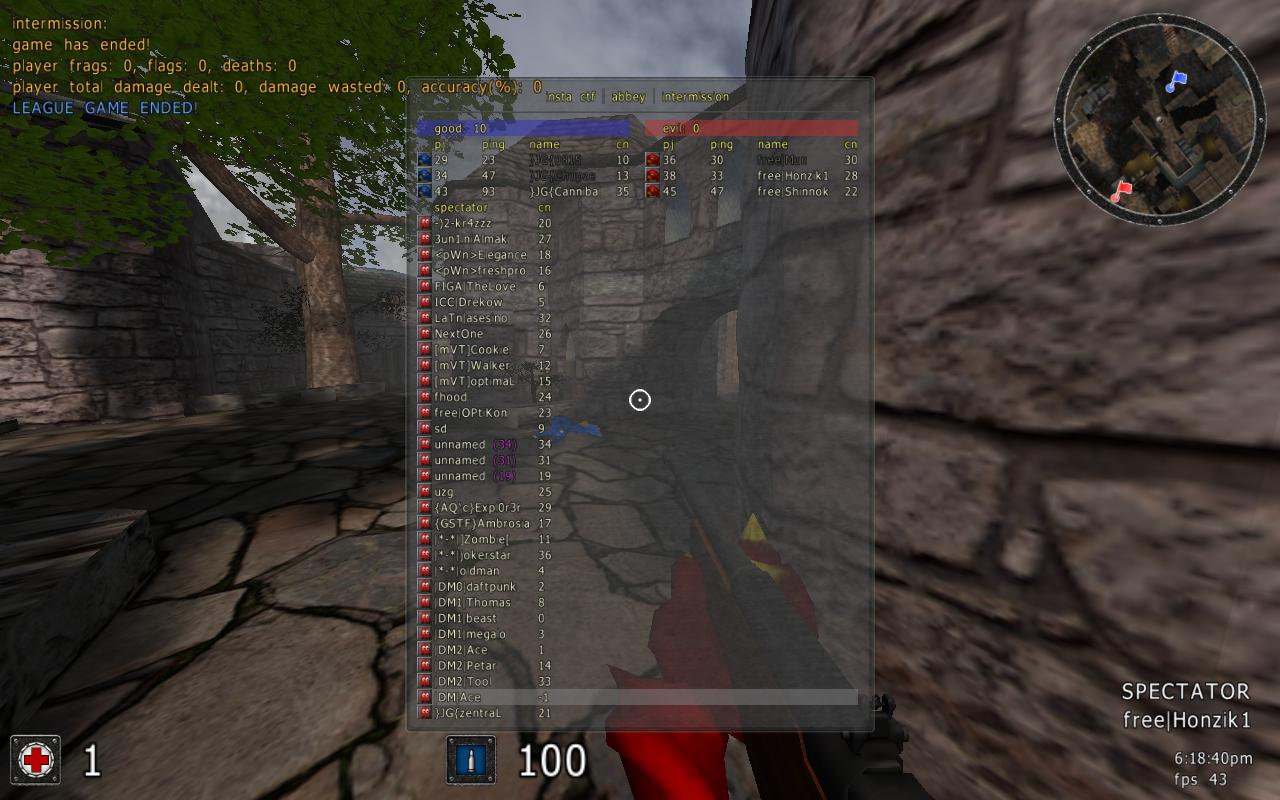 intermission:
game has ended!
player frags: 0, flags: 0, deaths: 0
player total damage dealt: 0, damage wasted: 0, accuracy(%): 0
LEAGUE GAME ENDED!
insta ctf abbey intermission
good: 10 evil: 0
pj ping name cn pj ping name cn
29 23 10 36 30 30
34 47 13 38 33 free|Honzik1 28
43 93 }JG{Canniba 35 45 47 free|Shinnok 22
spectator cn
-)2-kr4zzz 20
3un1.n|A|mak 27
<pWn>Elegance 18
<pWn>freshpro 16
FIGA|TheLove 6
ICC|Drekow 5
LaTn|asesino 32
NextOne 26
[mVT]Cookie 7
[mVT]Walker 12
[mVT]optimaL 15
fhood 24
free|OPtiKon 23
sd 9
unnamed (34) 34
unnamed (31) 31
unnamed (19) 19
uzg 25
{AQ'c}Exp|0r3r 29
{GSTF}Ambrosia 17
|*-*|]Zombie[ 11
|*-*|jokerstar 36
|*-*|oldman 4
|DM0|daftpunk 2
|DM1|Thomas 8
|DM1|beast 0
|DM1|megalo 3
|DM2|Ace 1
|DM2|Petar 14
|DM2|Tool 33
|DM|Ace -1
}JG{zentraL 21
SPECTATOR
free|Honzik1
6:18:40pm
fps 43
1 100